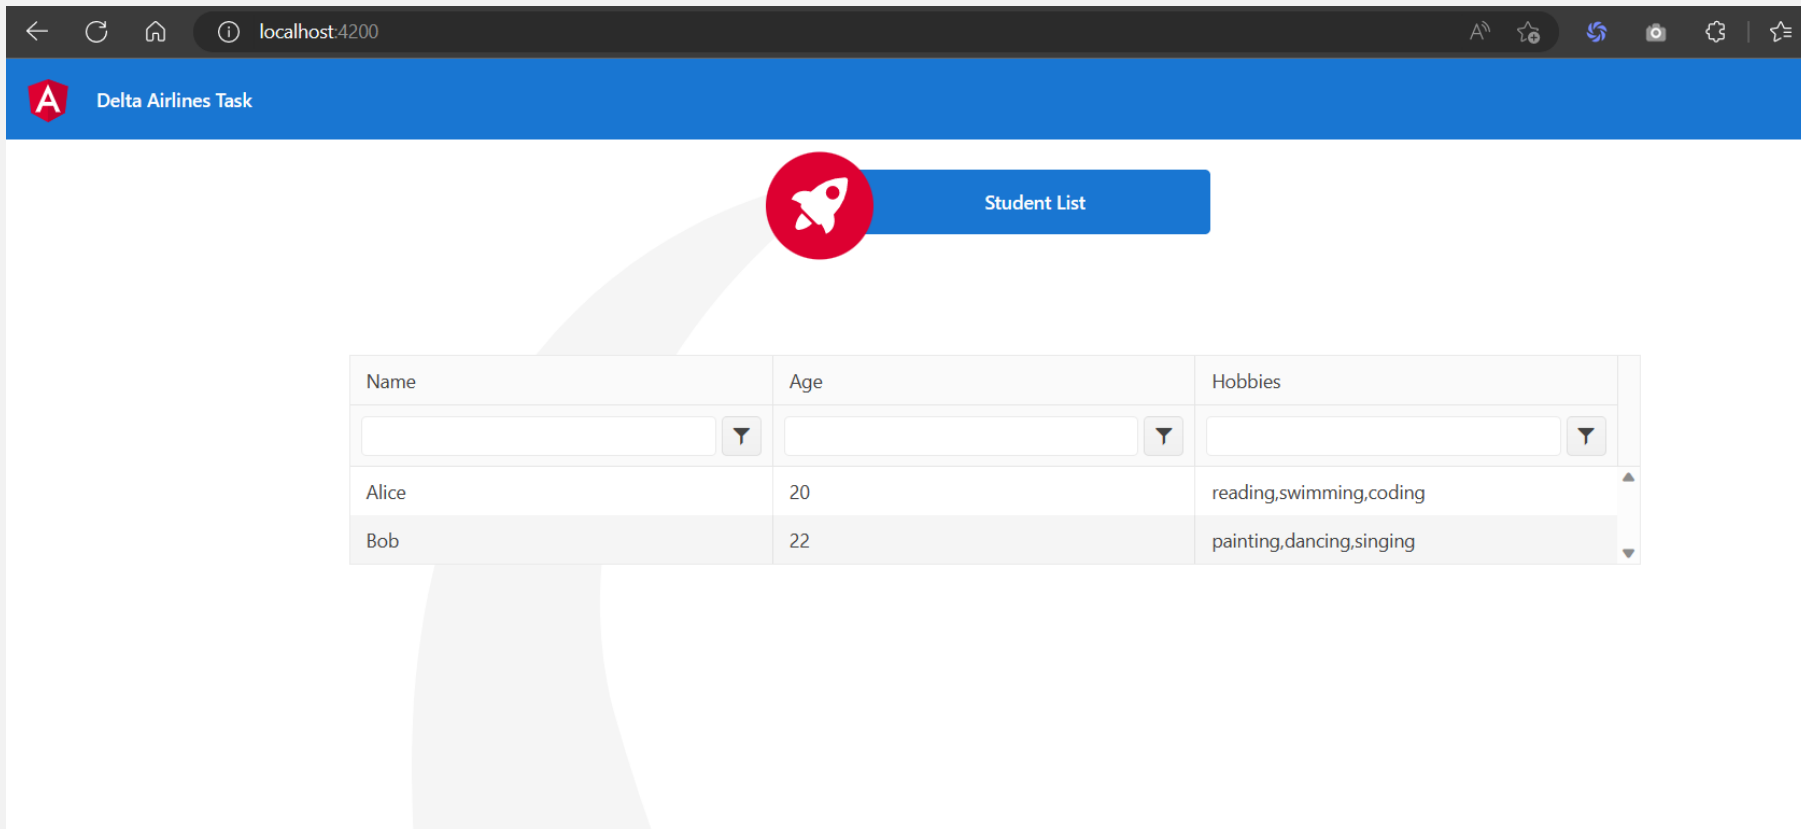 localhost:4200
Delta Airlines Task
Student List
Name Age Hobbies
Alice 20 reading,swimming,coding
Bob 22 painting,dancing,singing